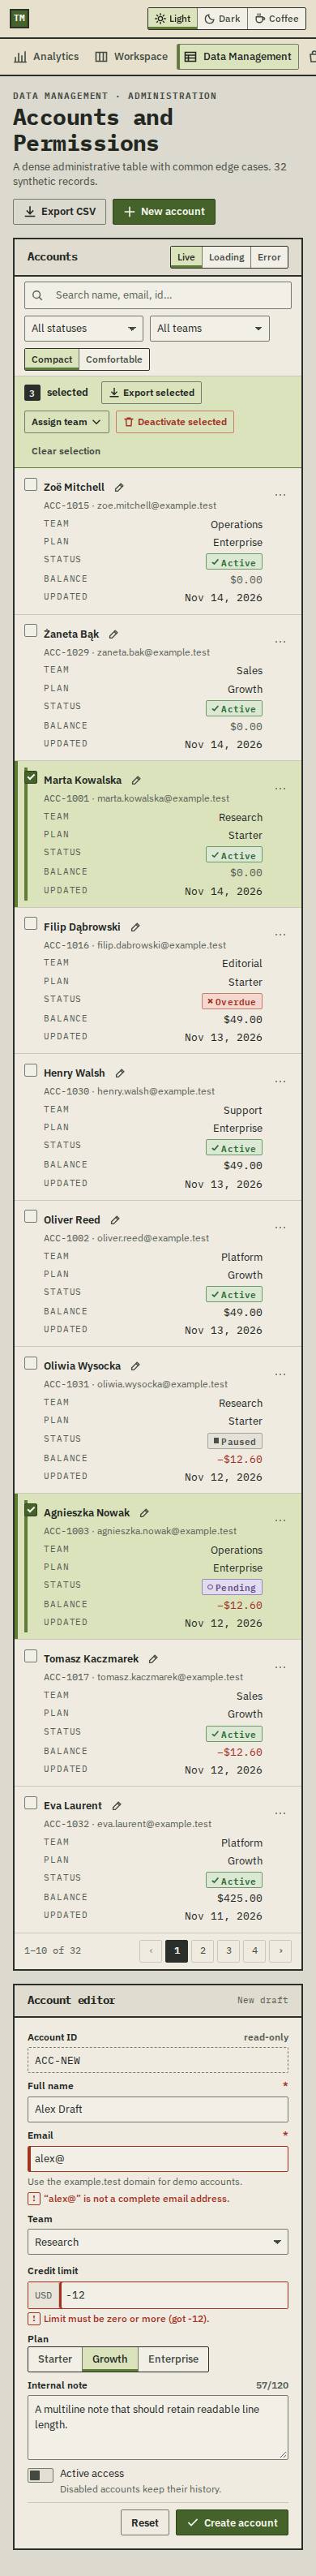 TM
Light
Dark
Coffee
Analytics
Workspace
Data Management
DATA MANAGEMENT · ADMINISTRATION
Accounts and
Permissions
A dense administrative table with common edge cases. 32
synthetic records.
Export CSV
New account
Accounts
Live
Loading
Error
Search name, email, id…
All statuses
All teams
Compact
Comfortable
3 selected
Export selected
Assign team
Deactivate selected
Clear selection
Zoë Mitchell
…
ACC-1015 · zoe.mitchell@example.test
TEAM Operations
PLAN Enterprise
STATUS Active
BALANCE $0.00
UPDATED Nov 14, 2026
Żaneta Bąk
…
ACC-1029 · zaneta.bak@example.test
TEAM Sales
PLAN Growth
STATUS Active
BALANCE $0.00
UPDATED Nov 14, 2026
Marta Kowalska
…
ACC-1001 · marta.kowalska@example.test
TEAM Research
PLAN Starter
STATUS Active
BALANCE $0.00
UPDATED Nov 14, 2026
Filip Dąbrowski
…
ACC-1016 · filip.dabrowski@example.test
TEAM Editorial
PLAN Starter
STATUS Overdue
BALANCE $49.00
UPDATED Nov 13, 2026
Henry Walsh
…
ACC-1030 · henry.walsh@example.test
TEAM Support
PLAN Enterprise
STATUS Active
BALANCE $49.00
UPDATED Nov 13, 2026
Oliver Reed
…
ACC-1002 · oliver.reed@example.test
TEAM Platform
PLAN Growth
STATUS Active
BALANCE $49.00
UPDATED Nov 13, 2026
Oliwia Wysocka
…
ACC-1031 · oliwia.wysocka@example.test
TEAM Research
PLAN Starter
STATUS Paused
BALANCE −$12.60
UPDATED Nov 12, 2026
Agnieszka Nowak
…
ACC-1003 · agnieszka.nowak@example.test
TEAM Operations
PLAN Enterprise
STATUS Pending
BALANCE −$12.60
UPDATED Nov 12, 2026
Tomasz Kaczmarek
…
ACC-1017 · tomasz.kaczmarek@example.test
TEAM Sales
PLAN Growth
STATUS Active
BALANCE −$12.60
UPDATED Nov 12, 2026
Eva Laurent
…
ACC-1032 · eva.laurent@example.test
TEAM Platform
PLAN Growth
STATUS Active
BALANCE $425.00
UPDATED Nov 11, 2026
1–10 of 32
‹ 1 2 3 4 ›
Account editor
New draft
Account ID read-only
ACC-NEW
Full name *
Alex Draft
Email *
alex@
Use the example.test domain for demo accounts.
! “alex@” is not a complete email address.
Team
Research
Credit limit
USD -12
! Limit must be zero or more (got -12).
Plan
Starter
Growth
Enterprise
Internal note 57/120
A multiline note that should retain readable line
length.
Active access
Disabled accounts keep their history.
Reset
Create account